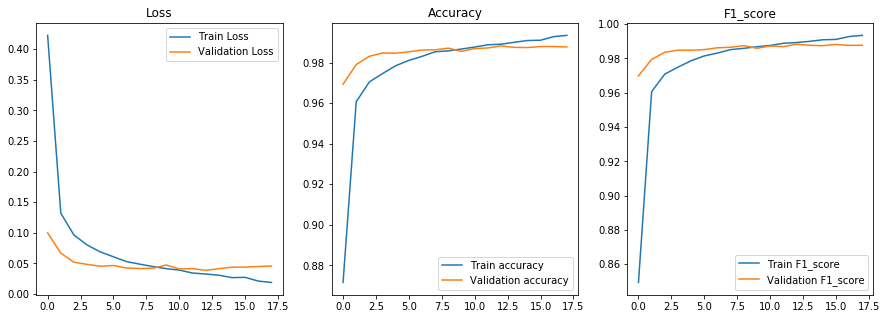 Loss
Train Loss
Validation Loss
0.40
0.35
0.30
0.25
0.20
0.15
0.10
0.05
0.00
0.0 2.5 5.0 7.5 10.0 12.5 15.0 17.5
Accuracy
0.98
0.96
0.94
0.92
0.90
0.88
Train accuracy
Validation accuracy
0.0 2.5 5.0 7.5 10.0 12.5 15.0 17.5
F1_score
1.00
0.98
0.96
0.94
0.92
0.90
0.88
0.86
Train F1_score
Validation F1_score
0.0 2.5 5.0 7.5 10.0 12.5 15.0 17.5